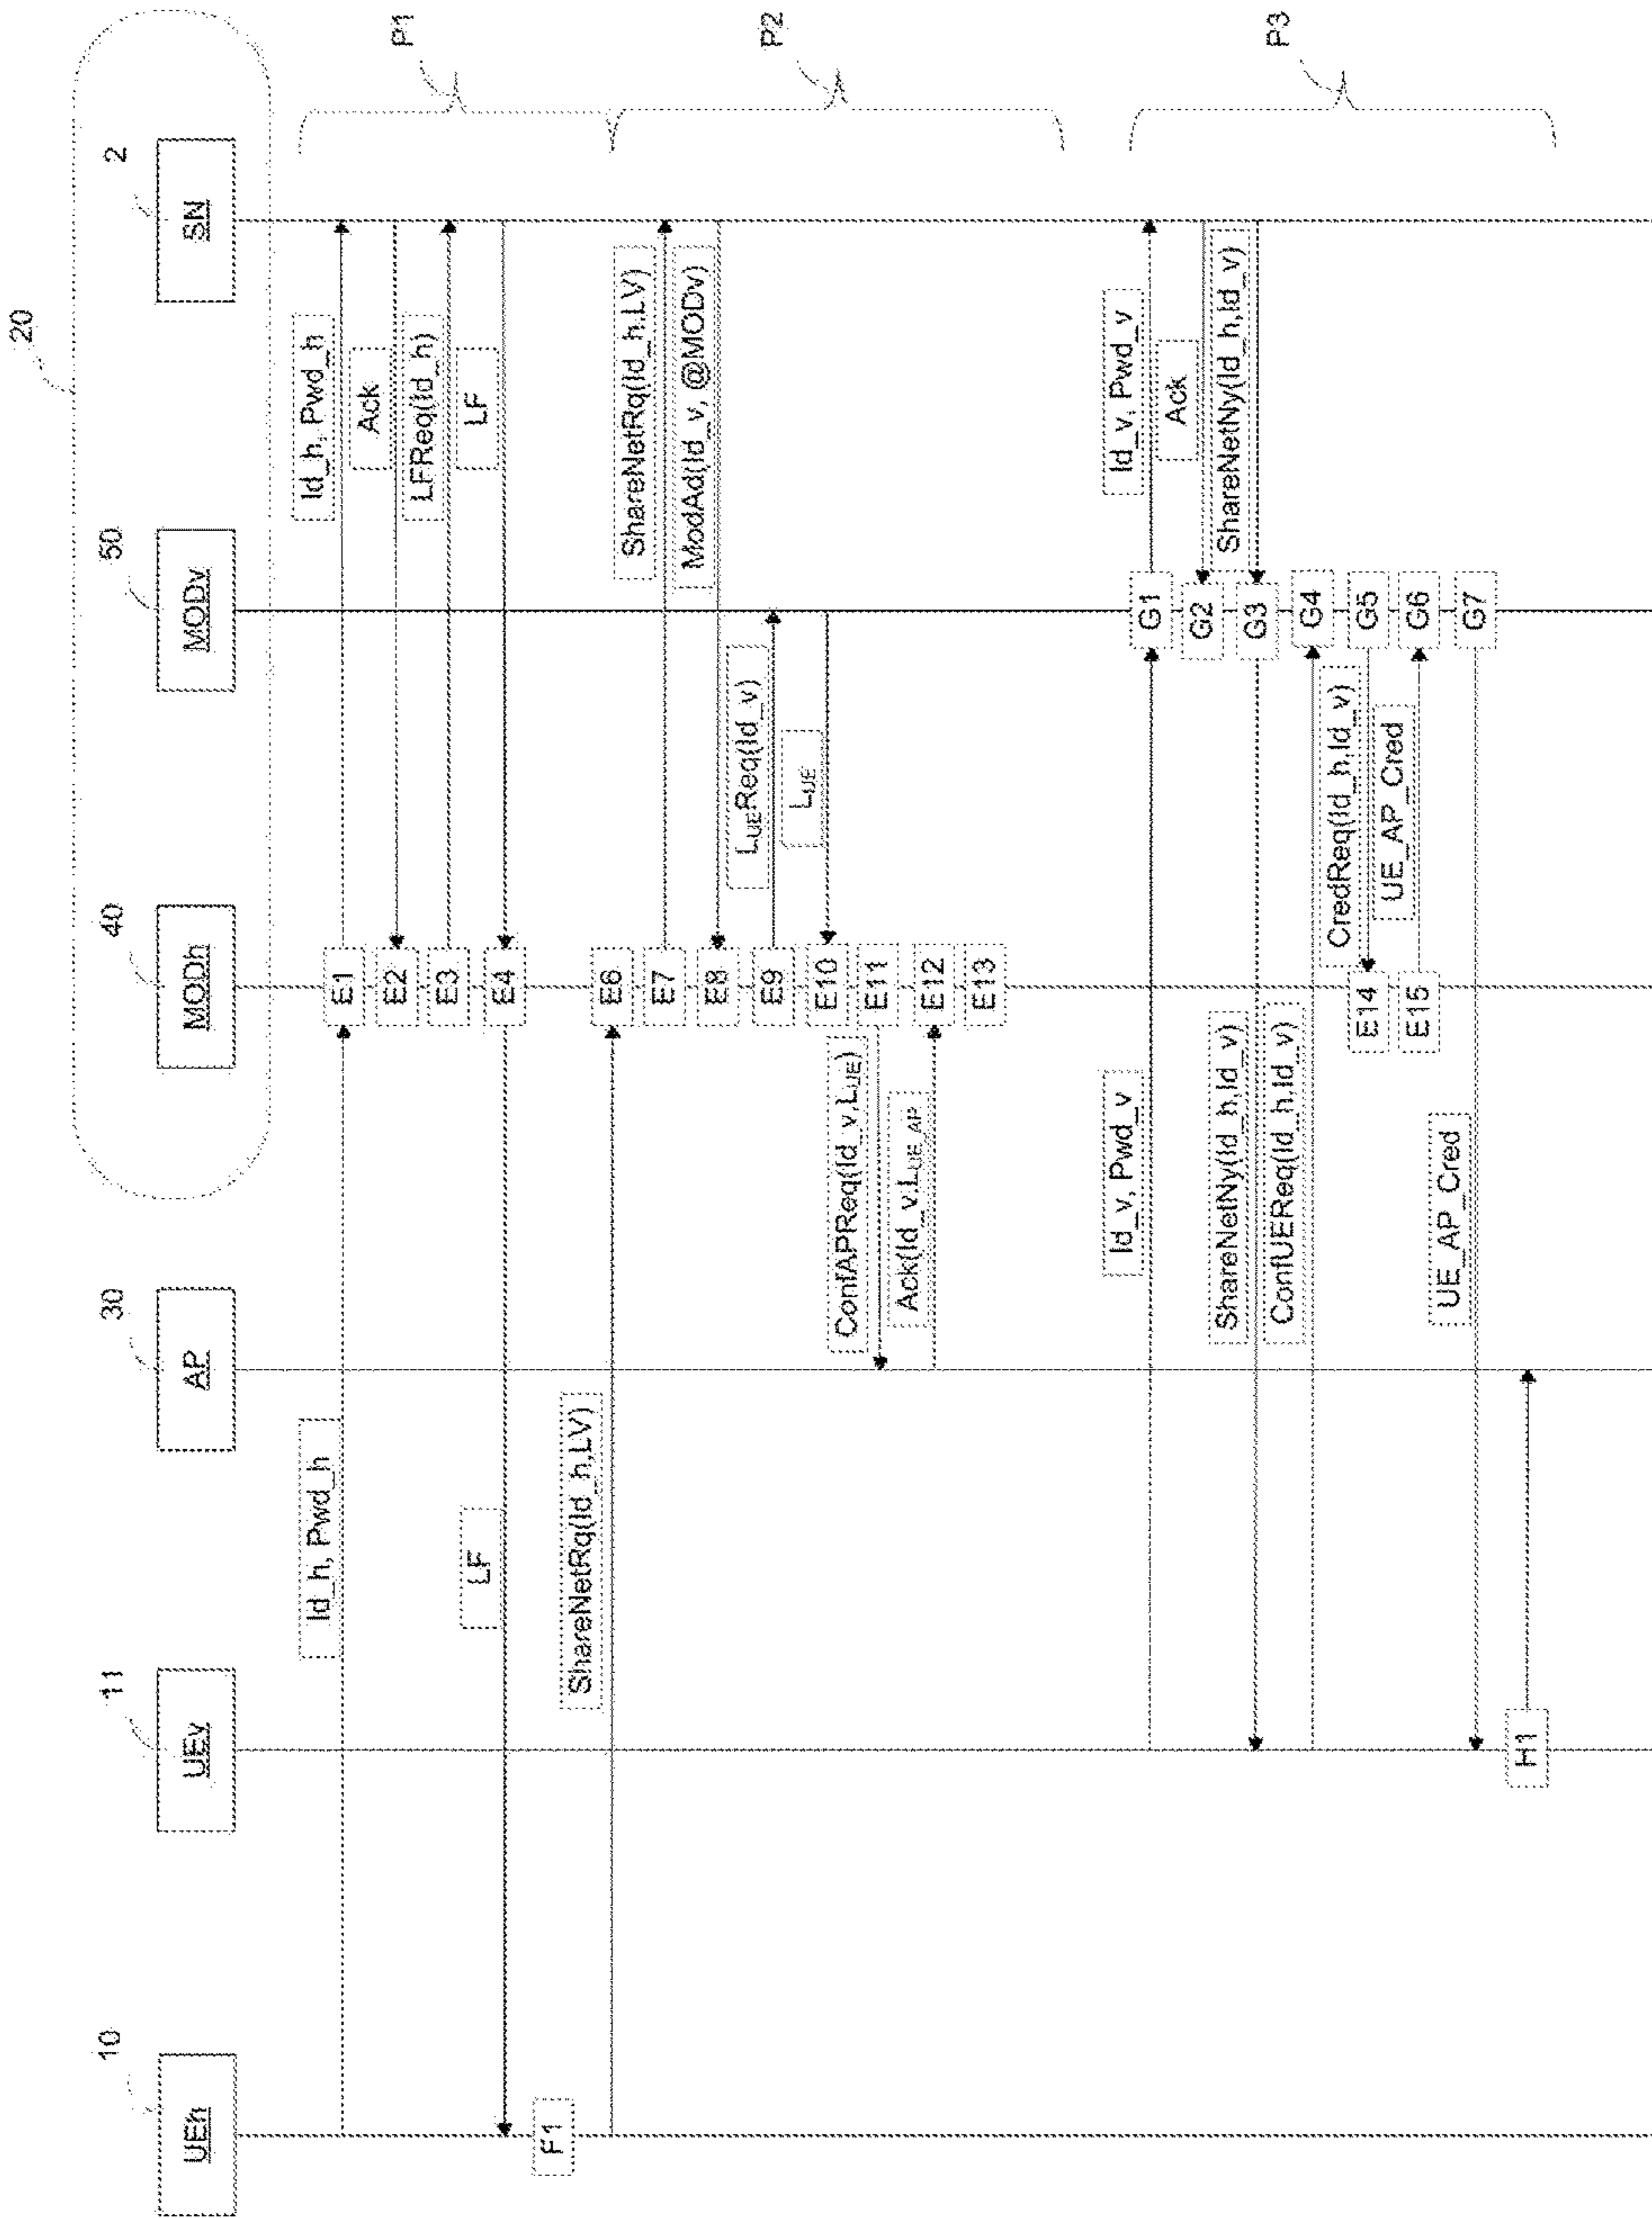 20
10
11
30
40
50
2
UEh
UEv
AP
MODh
MODv
SN
P1
Id_h, Pwd_h
E1
Id_h, Pwd_h
E2
Ack
E3
LFReq(Id_h)
LF
E4
LF
F1
P2
ShareNetRq(Id_h,LV)
E6
E7
ShareNetRq(Id_h,LV)
E8
ModAd(Id_v, @MODv)
E9
LUEReq(Id_v)
E10
LUE
ConfAPReq(Id_v,LUE)
E11
Ack(Id_v,LUE_AP
E12
E13
P3
Id_v, Pwd_v
G1
Id_v, Pwd_v
G2
Ack
ShareNetNy(Id_h,Id_v)
G3
ShareNetNy(Id_h,Id_v)
ConfUEReq(Id_h,Id_v)
G4
E14
CredReq(Id_h,Id_v)
G5
E15
UE_AP_Cred
G6
UE_AP_Cred
G7
H1